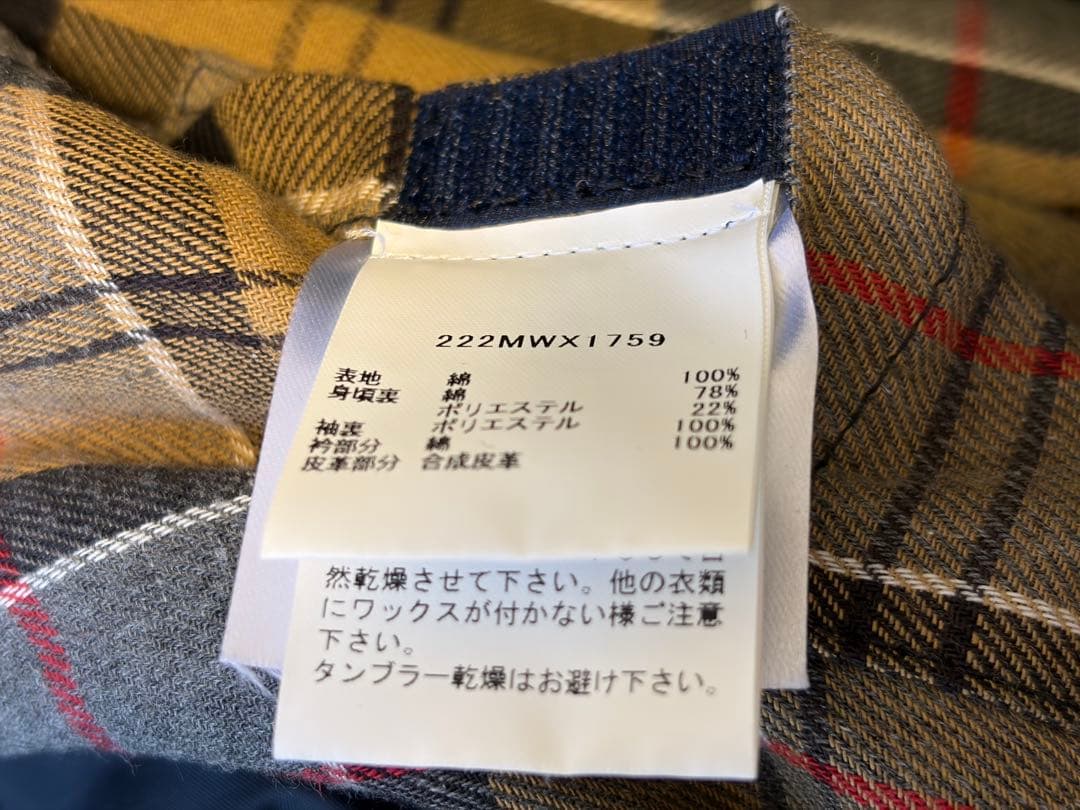 222MWX1759
表地 綿 100%
身頃裏 綿 78%
ポリエステル 22%
袖裏 ポリエステル 100%
衿部分 綿 100%
皮革部分 合成皮革
然乾燥させて下さい。他の衣類
にワックスが付かない様ご注意
下さい。
タンブラー乾燥はお避け下さい。